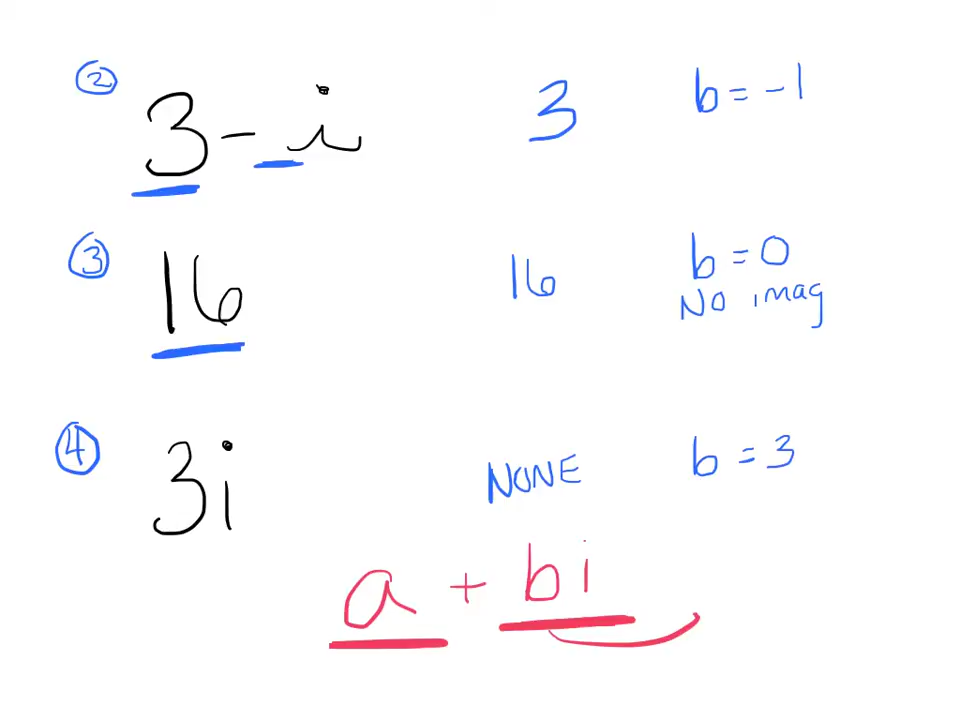 ② 3 - i 3 b = -1
③ 16 16 b = 0
No imag
④ 3i NONE b = 3
a + bi